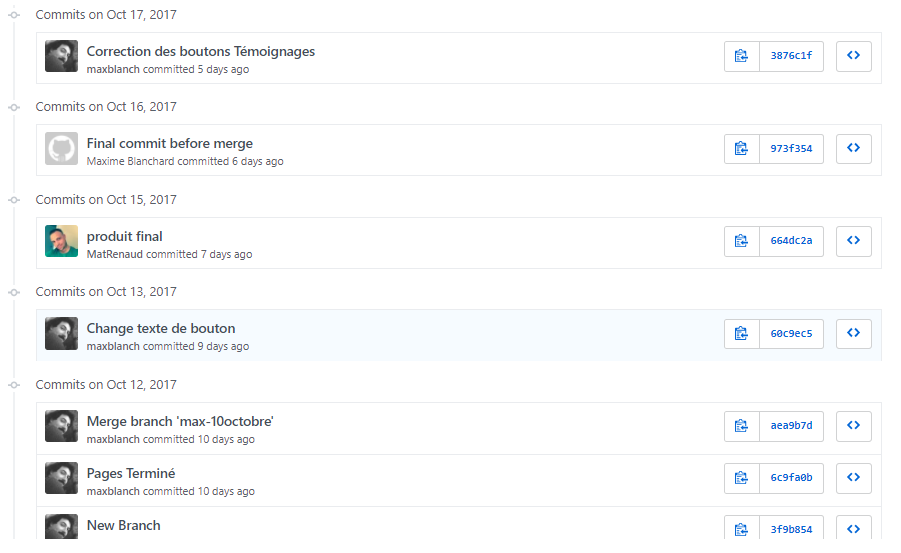 Commits on Oct 17, 2017
Correction des boutons Témoignages
maxblanch committed 5 days ago
3876c1f
Commits on Oct 16, 2017
Final commit before merge
Maxime Blanchard committed 6 days ago
973f354
Commits on Oct 15, 2017
produit final
MatRenaud committed 7 days ago
664dc2a
Commits on Oct 13, 2017
Change texte de bouton
maxblanch committed 9 days ago
60c9ec5
Commits on Oct 12, 2017
Merge branch 'max-10octobre'
maxblanch committed 10 days ago
aea9b7d
Pages Terminé
maxblanch committed 10 days ago
6c9fa0b
New Branch
3f9b854